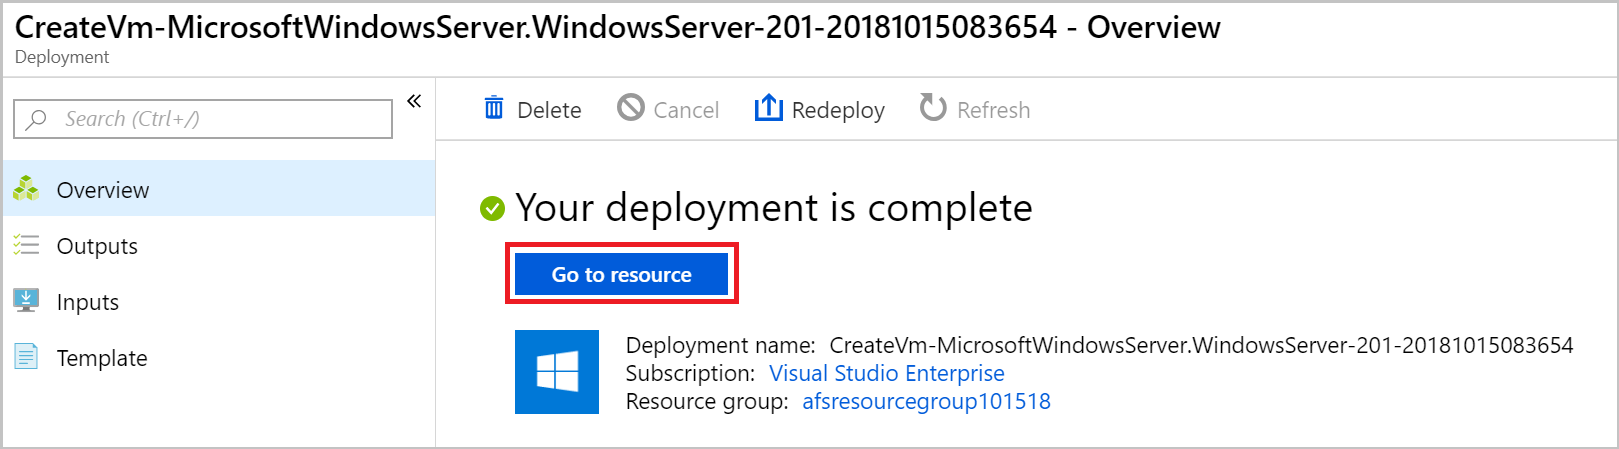 CreateVm-MicrosoftWindowsServer.WindowsServer-201-20181015083654 - Overview
Deployment
Search (Ctrl+/)
«
Overview
Outputs
Inputs
Template
Delete
Cancel
Redeploy
Refresh
Your deployment is complete
Go to resource
Deployment name: CreateVm-MicrosoftWindowsServer.WindowsServer-201-20181015083654
Subscription: Visual Studio Enterprise
Resource group: afsresourcegroup101518